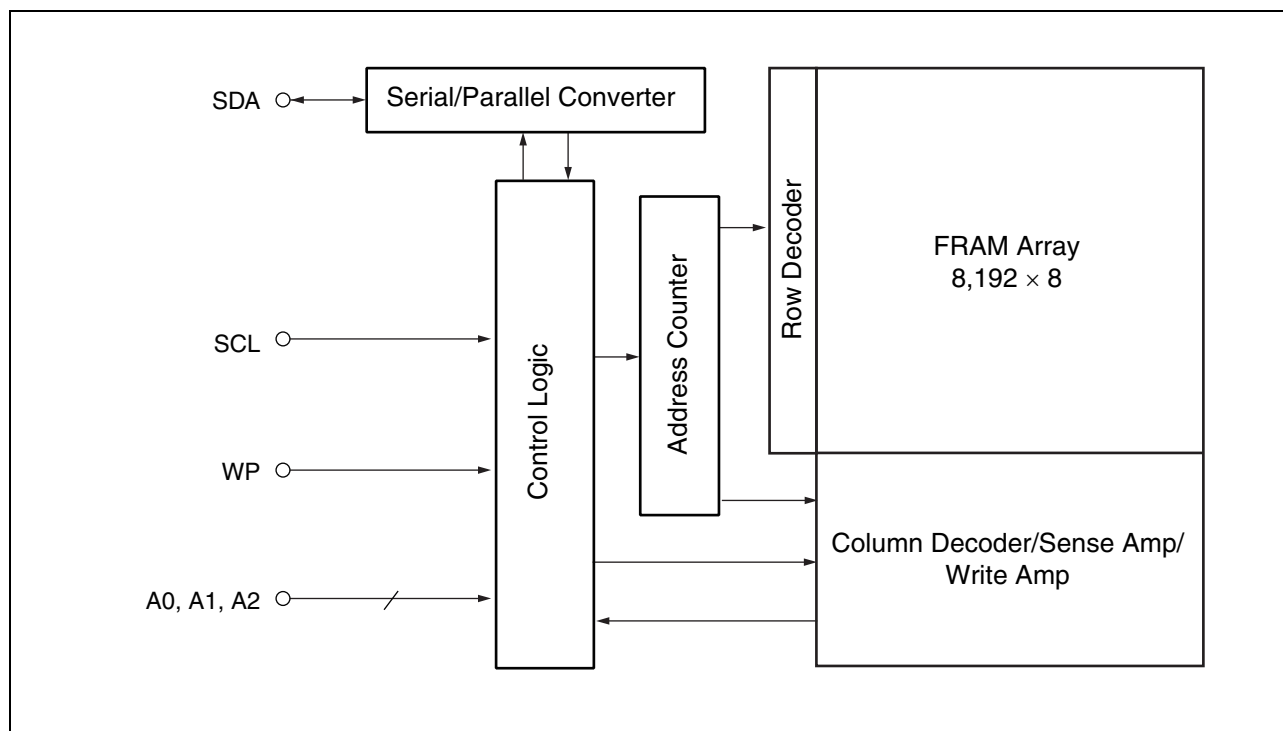 SDA
Serial/Parallel Converter
SCL
WP
A0, A1, A2
Control Logic
Address Counter
Row Decoder
FRAM Array
8,192 × 8
Column Decoder/Sense Amp/
Write Amp